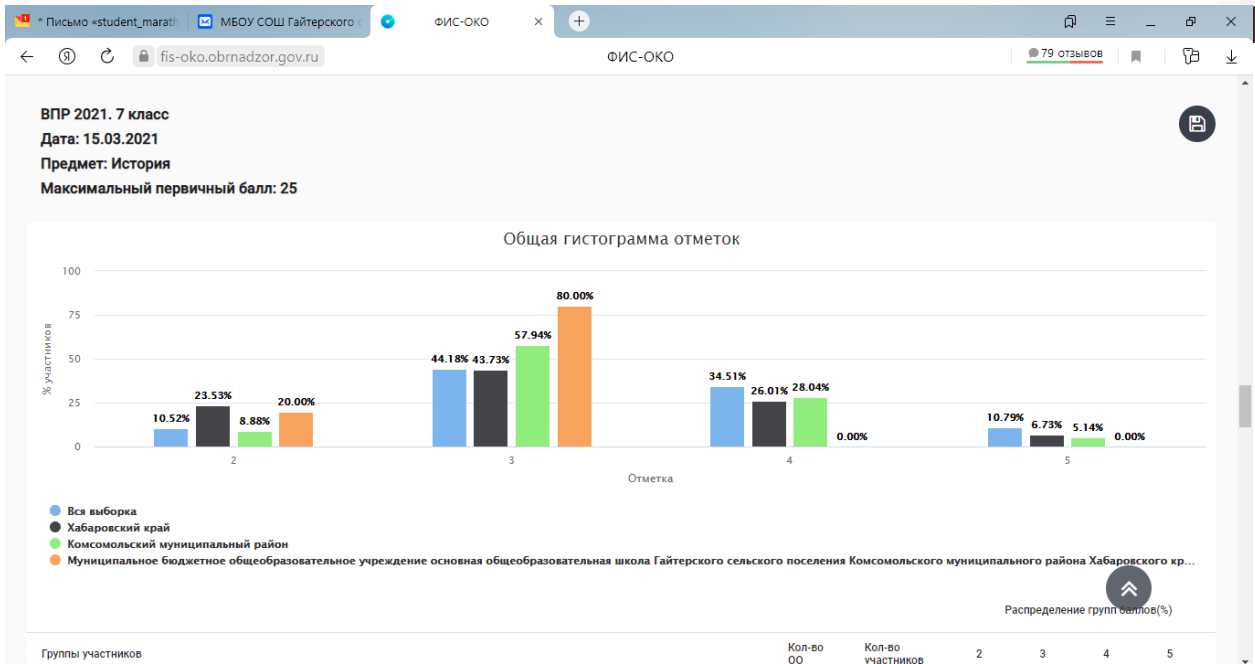 * Письмо «student_marath
МБОУ СОШ Гайтерского с
ФИС-ОКО
fis-oko.obrnadzor.gov.ru
ФИС-ОКО
79 отзывов
ВПР 2021. 7 класс
Дата: 15.03.2021
Предмет: История
Максимальный первичный балл: 25
Общая гистограмма отметок
% участников
100
75
50
25
0
10.52% 23.53% 8.88% 20.00%
44.18% 43.73% 57.94% 80.00%
34.51% 26.01% 28.04% 0.00%
10.79% 6.73% 5.14% 0.00%
2 3 4 5
Отметка
Вся выборка
Хабаровский край
Комсомольский муниципальный район
Муниципальное бюджетное общеобразовательное учреждение основная общеобразовательная школа Гайтерского сельского поселения Комсомольского муниципального района Хабаровского кр...
Распределение групп баллов(%)
Группы участников
Кол-во ОО
Кол-во участников
2 3 4 5